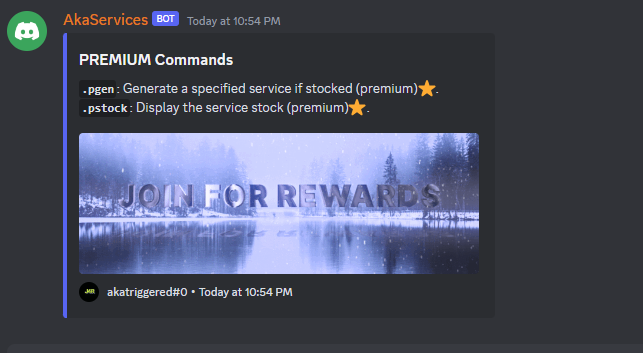 AkaServices BOT Today at 10:54 PM
PREMIUM Commands
.pgen: Generate a specified service if stocked (premium)⭐.
.pstock: Display the service stock (premium)⭐.
JOIN FOR REWARDS
akatriggered#0 • Today at 10:54 PM